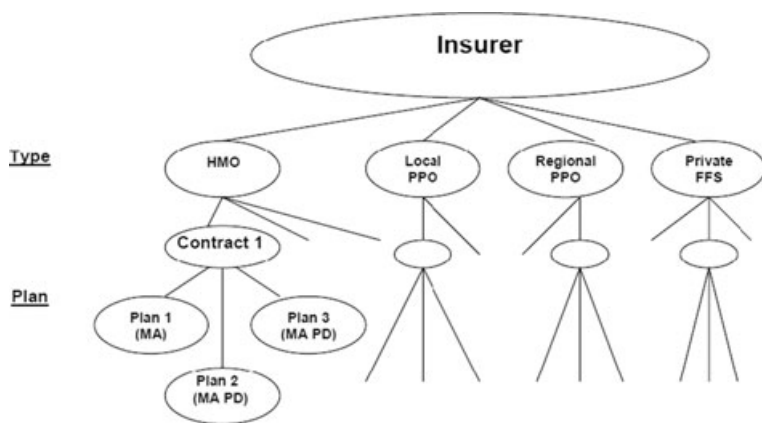 Insurer
Type
HMO
Local
PPO
Regional
PPO
Private
FFS
Contract 1
Plan
Plan 1
(MA)
Plan 3
(MA PD)
Plan 2
(MA PD)